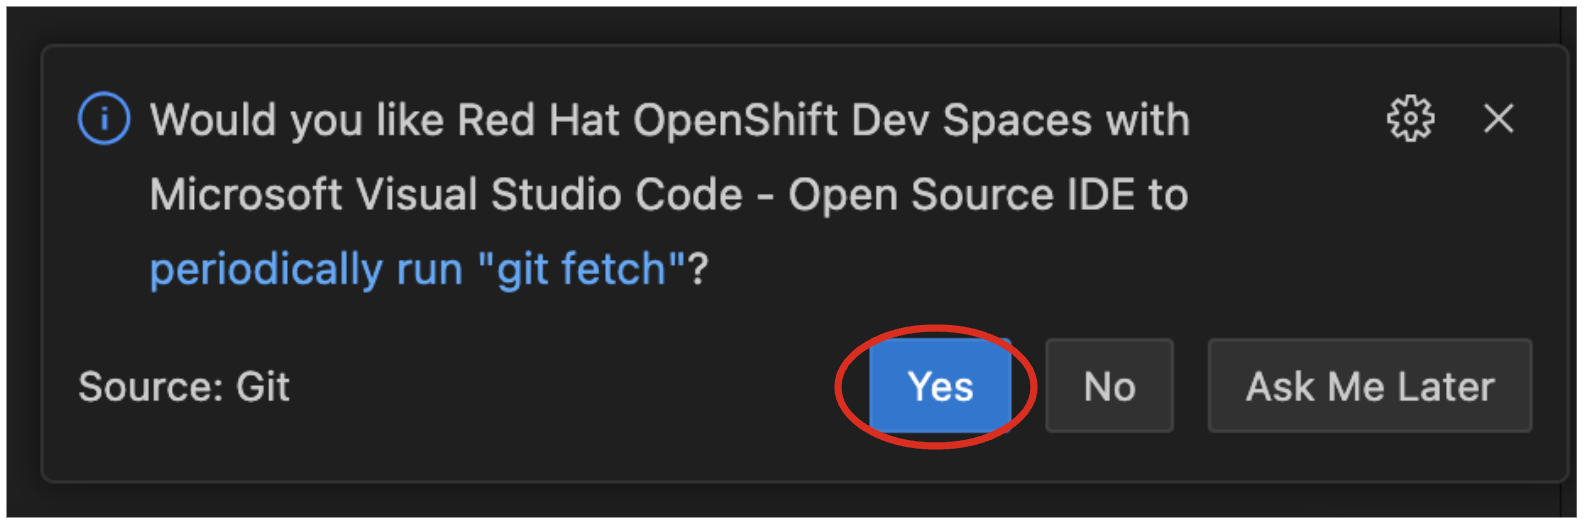 Would you like Red Hat OpenShift Dev Spaces with
Microsoft Visual Studio Code - Open Source IDE to
periodically run "git fetch"?
Source: Git
Yes
No
Ask Me Later